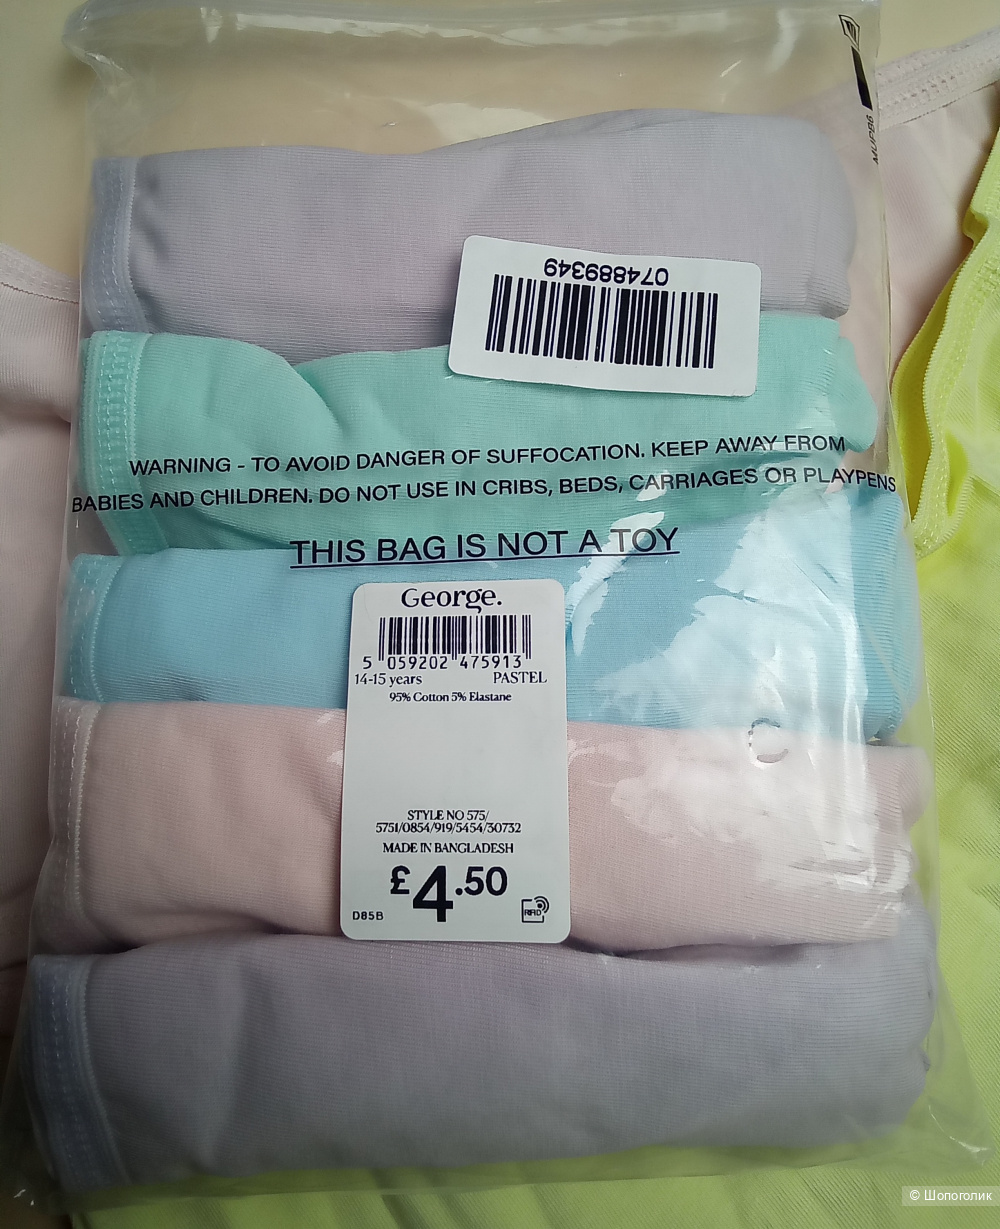 MUPB6
074889349
WARNING - TO AVOID DANGER OF SUFFOCATION. KEEP AWAY FROM
BABIES AND CHILDREN. DO NOT USE IN CRIBS, BEDS, CARRIAGES OR PLAYPENS
THIS BAG IS NOT A TOY
George.
5 059202 475913
14-15 years PASTEL
95% Cotton 5% Elastane
STYLE NO 575/
5751/0854/919/5454/30732
MADE IN BANGLADESH
£4.50
D85B RFID
© Шопоголик